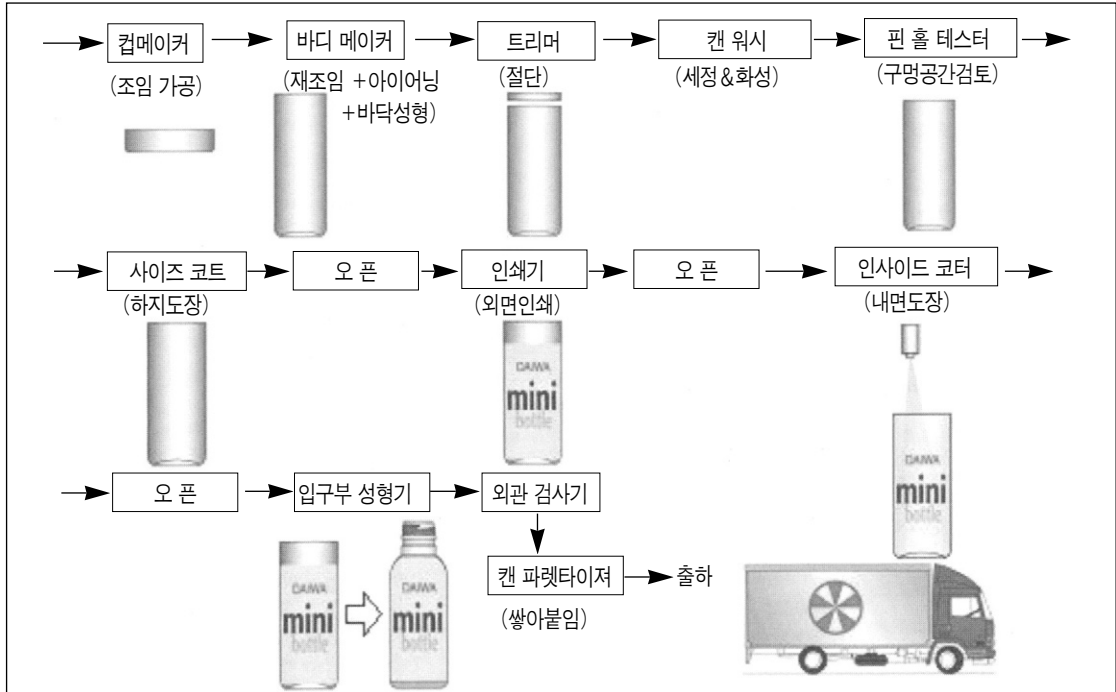 컵메이커 바디 메이커 트리머 캔 워시 핀 홀 테스터
(조임 가공) (재조임 +아이어닝 (절단) (세정&화성) (구멍공간검토)
+바닥성형)
사이즈 코트 오 픈 인쇄기 오 픈 인사이드 코터
(하지도장) (외면인쇄) (내면도장)
DAIWA
mini
bottle
DAIWA
mini
bottle
오 픈 입구부 성형기 외관 검사기
캔 파렛타이져 출하
(쌓아붙임)
DAIWA DAIWA
mini mini
bottle bottle